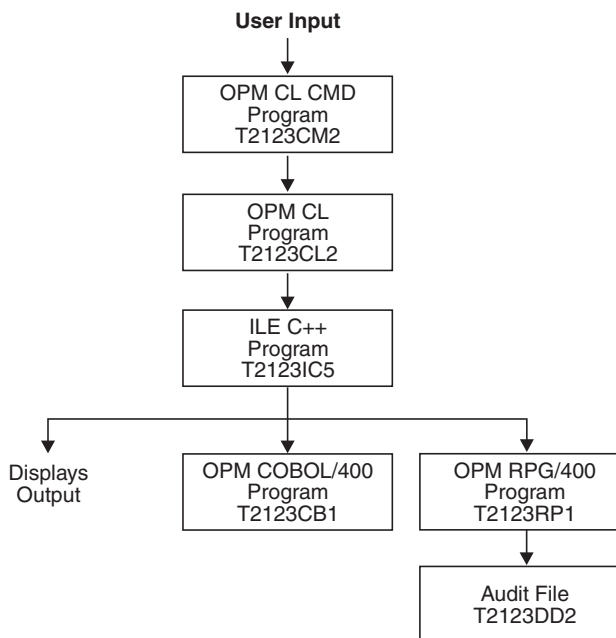 User Input
OPM CL CMD
Program
T2123CM2
OPM CL
Program
T2123CL2
ILE C++
Program
T2123IC5
Displays
Output
OPM COBOL/400
Program
T2123CB1
OPM RPG/400
Program
T2123RP1
Audit File
T2123DD2